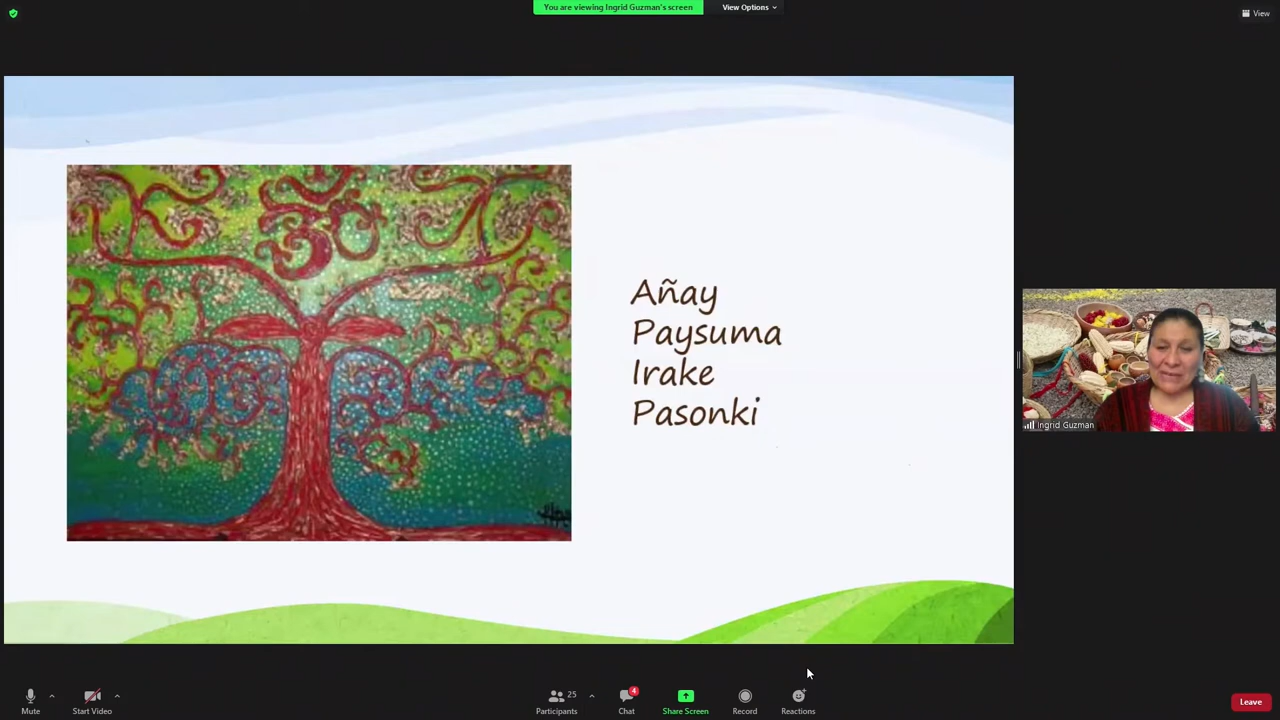 You are viewing Ingrid Guzman's screen
View Options
View
Añay
Paysuma
Irake
Pasonki
Ingrid Guzman
Mute
Start Video
Participants
25
Chat
4
Share Screen
Record
Reactions
Leave